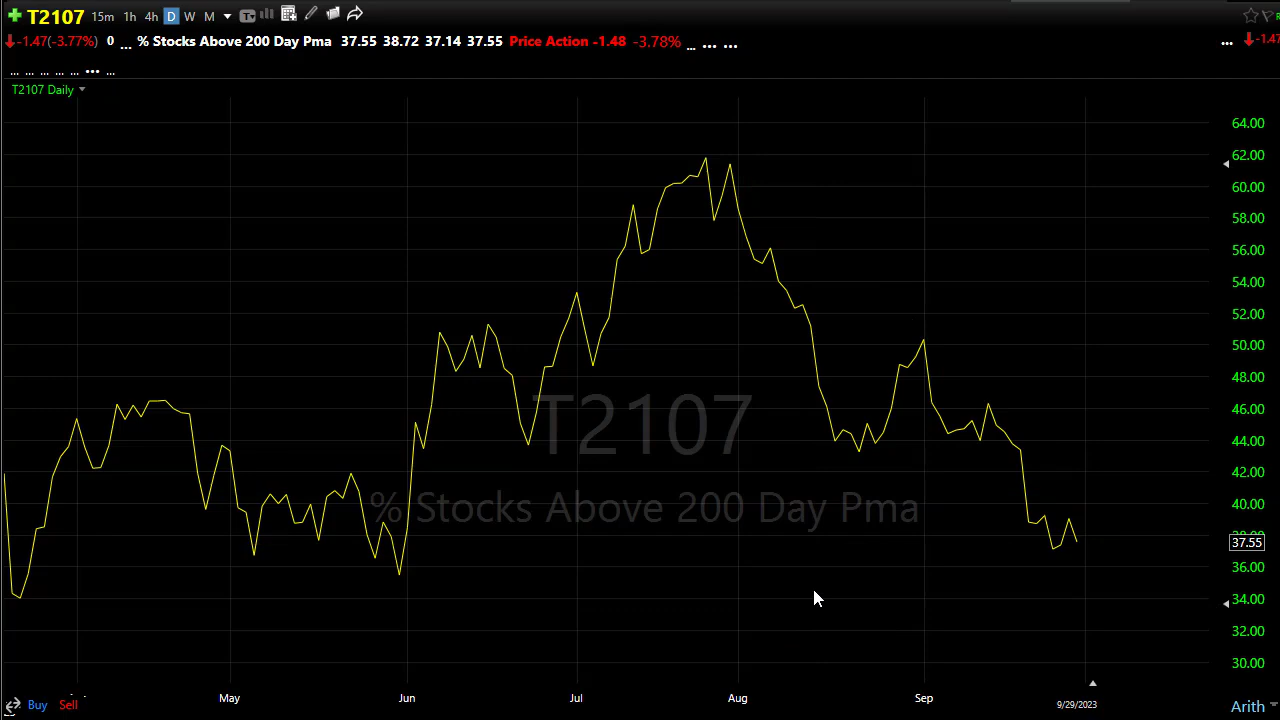 T2107 15m 1h 4h D W M
-1.47(-3.77%) 0 ... % Stocks Above 200 Day Pma 37.55 38.72 37.14 37.55 Price Action -1.48 -3.78% ... ... ... ... -1.47
... ... ... ... ... ... ...
T2107 Daily
64.00
62.00
60.00
58.00
56.00
54.00
52.00
50.00
48.00
46.00
44.00
42.00
40.00
38.00
37.55
36.00
34.00
32.00
30.00
T2107
% Stocks Above 200 Day Pma
May Jun Jul Aug Sep
Buy Sell 9/29/2023 Arith